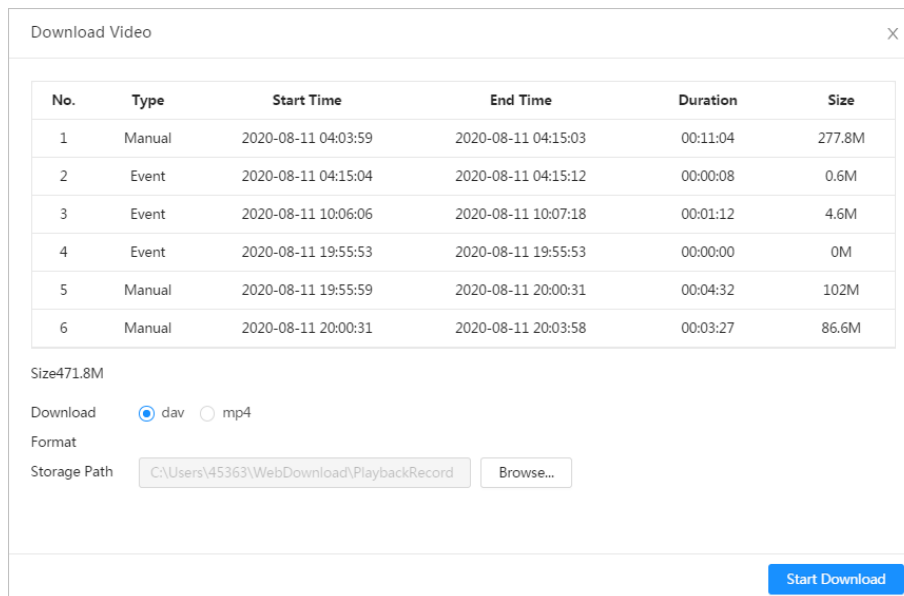 Download Video X
No. Type Start Time End Time Duration Size
1 Manual 2020-08-11 04:03:59 2020-08-11 04:15:03 00:11:04 277.8M
2 Event 2020-08-11 04:15:04 2020-08-11 04:15:12 00:00:08 0.6M
3 Event 2020-08-11 10:06:06 2020-08-11 10:07:18 00:01:12 4.6M
4 Event 2020-08-11 19:55:53 2020-08-11 19:55:53 00:00:00 0M
5 Manual 2020-08-11 19:55:59 2020-08-11 20:00:31 00:04:32 102M
6 Manual 2020-08-11 20:00:31 2020-08-11 20:03:58 00:03:27 86.6M
Size471.8M
Download dav mp4
Format
Storage Path C:\Users\45363\WebDownload\PlaybackRecord Browse...
Start Download